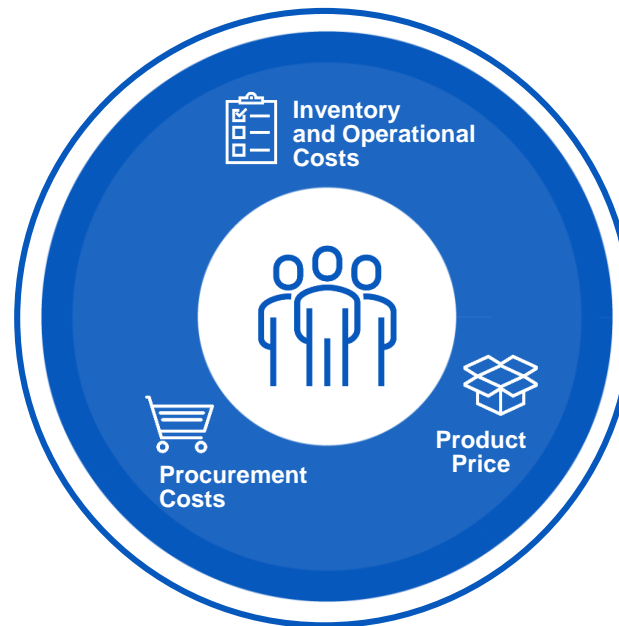 Inventory
and Operational
Costs
Product
Price
Procurement
Costs